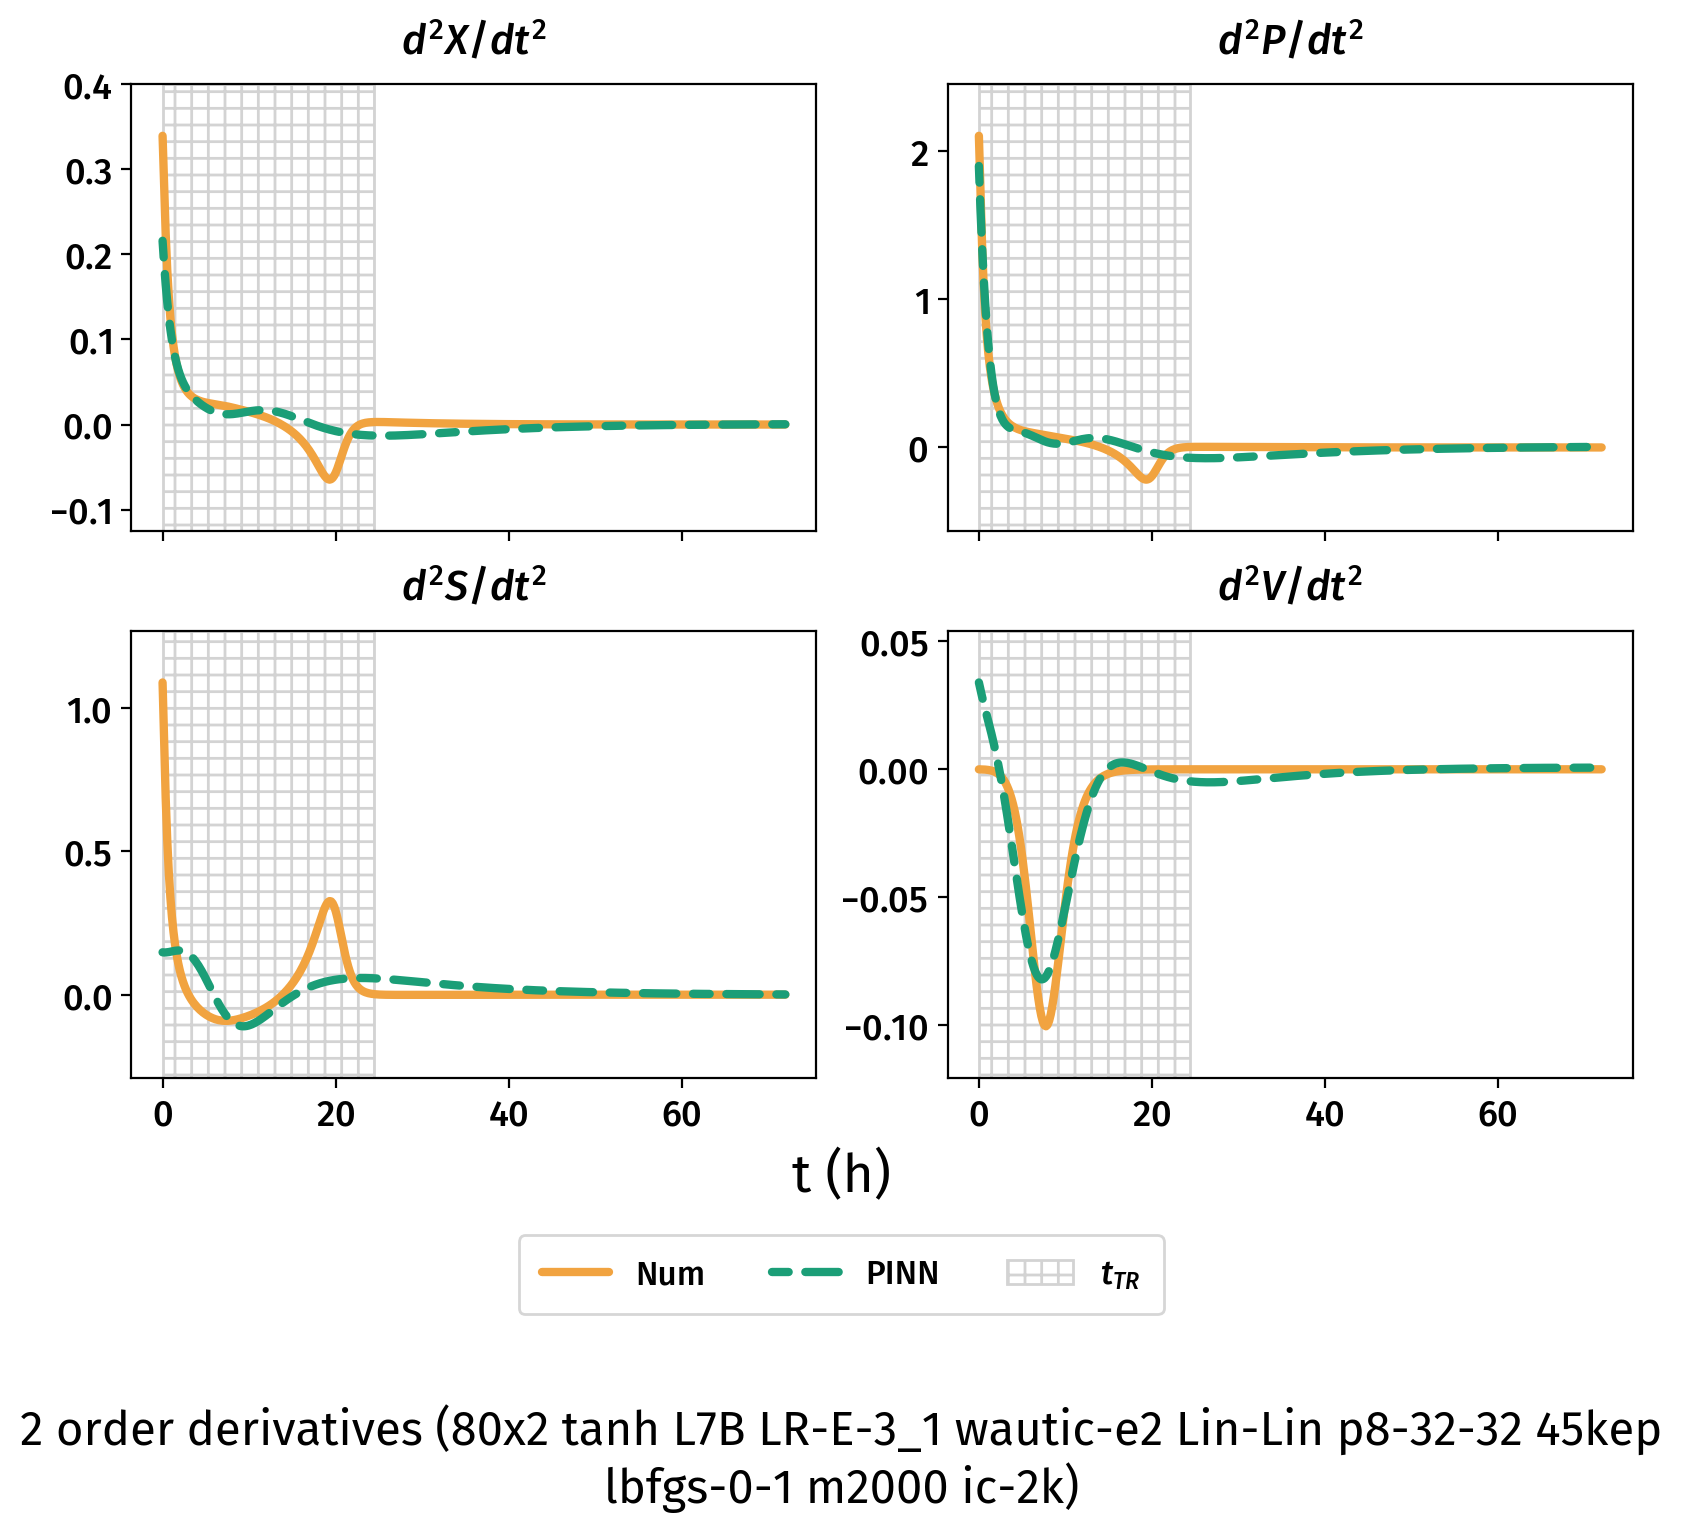 d²X/dt²
d²P/dt²
0.4
0.3
0.2
0.1
0.0
−0.1
2
1
0
d²S/dt²
d²V/dt²
1.0
0.5
0.0
0.05
0.00
−0.05
−0.10
0 20 40 60
0 20 40 60
t (h)
Num PINN t_TR
2 order derivatives (80x2 tanh L7B LR-E-3_1 wautic-e2 Lin-Lin p8-32-32 45kep
lbfgs-0-1 m2000 ic-2k)